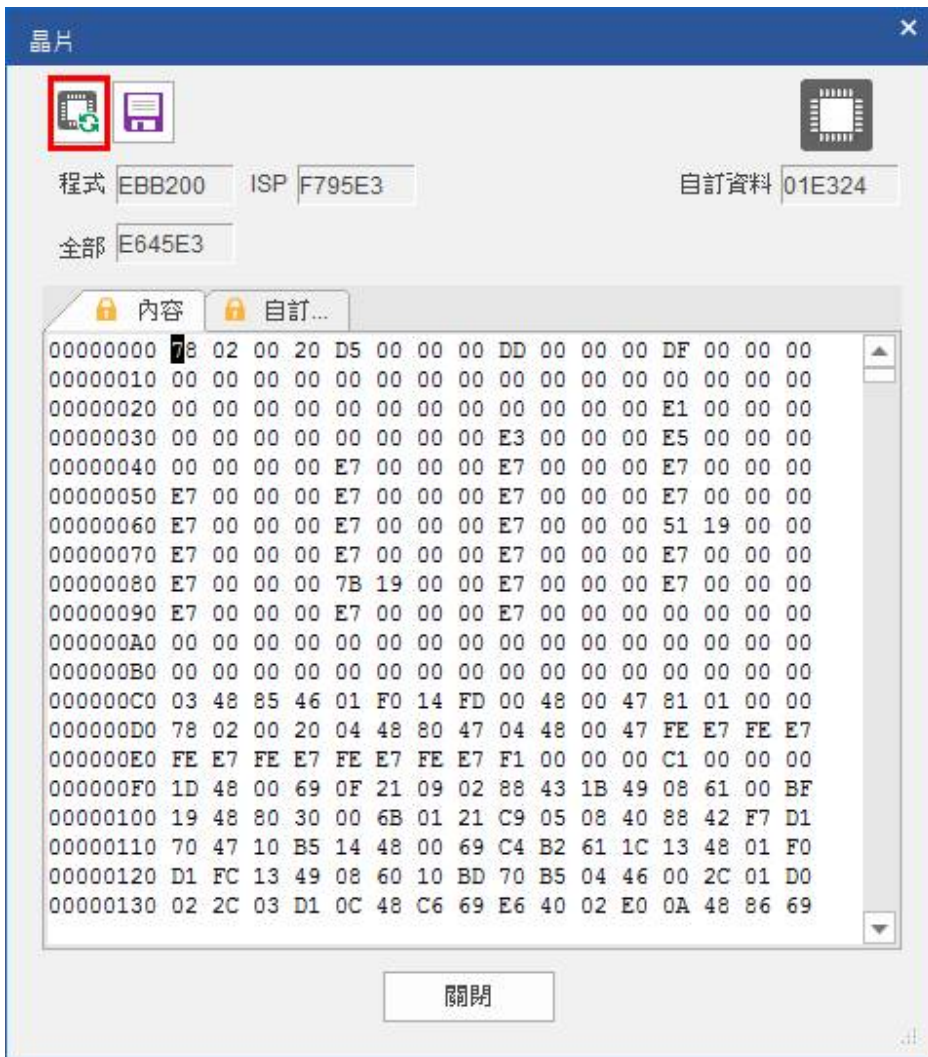 晶片
程式 EBB200 ISP F795E3 自訂資料 01E324
全部 E645E3
內容 自訂...
00000000 78 02 00 20 D5 00 00 00 DD 00 00 00 DF 00 00 00
00000010 00 00 00 00 00 00 00 00 00 00 00 00 00 00 00 00
00000020 00 00 00 00 00 00 00 00 00 00 00 00 E1 00 00 00
00000030 00 00 00 00 00 00 00 00 E3 00 00 00 E5 00 00 00
00000040 00 00 00 00 E7 00 00 00 E7 00 00 00 E7 00 00 00
00000050 E7 00 00 00 E7 00 00 00 E7 00 00 00 E7 00 00 00
00000060 E7 00 00 00 E7 00 00 00 E7 00 00 00 51 19 00 00
00000070 E7 00 00 00 E7 00 00 00 E7 00 00 00 E7 00 00 00
00000080 E7 00 00 00 7B 19 00 00 E7 00 00 00 E7 00 00 00
00000090 E7 00 00 00 E7 00 00 00 E7 00 00 00 00 00 00 00
000000A0 00 00 00 00 00 00 00 00 00 00 00 00 00 00 00 00
000000B0 00 00 00 00 00 00 00 00 00 00 00 00 00 00 00 00
000000C0 03 48 85 46 01 F0 14 FD 00 48 00 47 81 01 00 00
000000D0 78 02 00 20 04 48 80 47 04 48 00 47 FE E7 FE E7
000000E0 FE E7 FE E7 FE E7 FE E7 F1 00 00 00 C1 00 00 00
000000F0 1D 48 00 69 0F 21 09 02 88 43 1B 49 08 61 00 BF
00000100 19 48 80 30 00 6B 01 21 C9 05 08 40 88 42 F7 D1
00000110 70 47 10 B5 14 48 00 69 C4 B2 61 1C 13 48 01 F0
00000120 D1 FC 13 49 08 60 10 BD 70 B5 04 46 00 2C 01 D0
00000130 02 2C 03 D1 0C 48 C6 69 E6 40 02 E0 0A 48 86 69
關閉